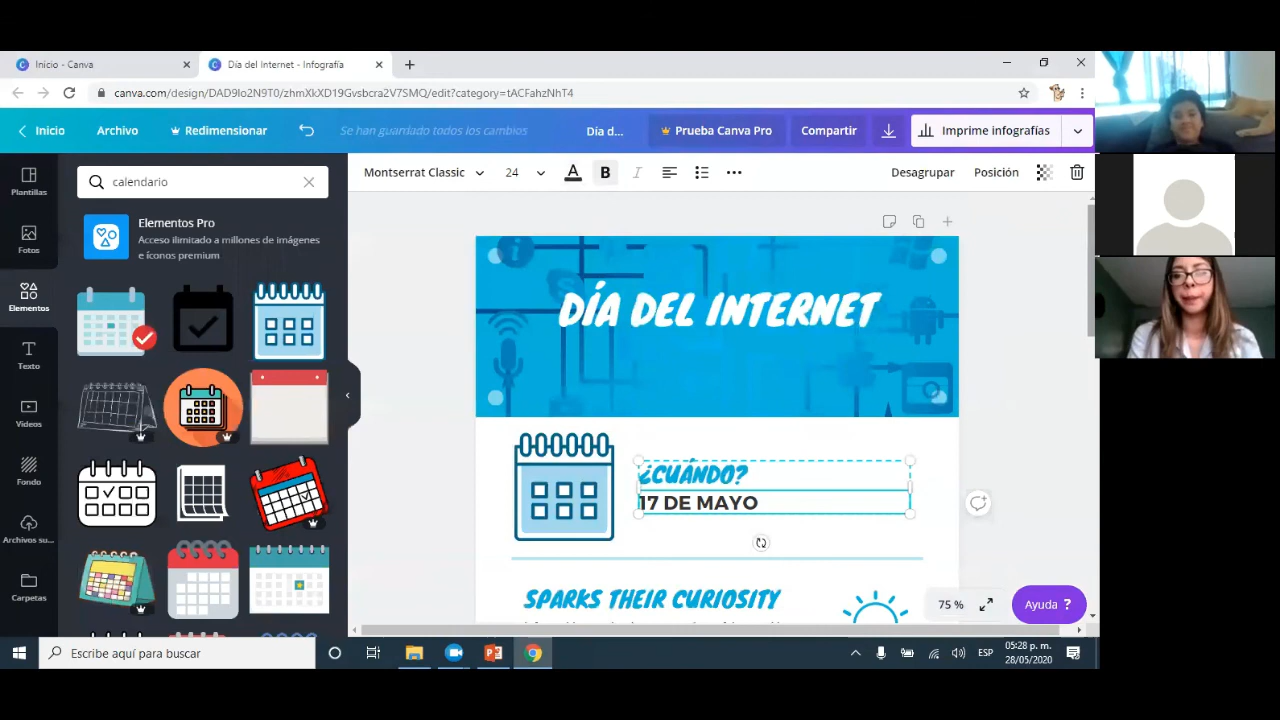 Inicio - Canva
Día del Internet - Infografía
canva.com/design/DAD9Io2N9T0/zhmXkXD19Gvsbcra2V7SMQ/edit?category=tACFahzNhT4
Inicio
Archivo
Redimensionar
Se han guardado todos los cambios
Día d...
Prueba Canva Pro
Compartir
Imprime infografías
Plantillas
Fotos
Elementos
Texto
Videos
Fondo
Archivos su...
Carpetas
calendario
Elementos Pro
Acceso ilimitado a millones de imágenes
e íconos premium
Montserrat Classic
24
A
B
I
Desagrupar
Posición
DÍA DEL INTERNET
¿CUÁNDO?
17 DE MAYO
SPARKS THEIR CURIOSITY
75 %
Ayuda ?
Escribe aquí para buscar
ESP
05:28 p. m.
28/05/2020